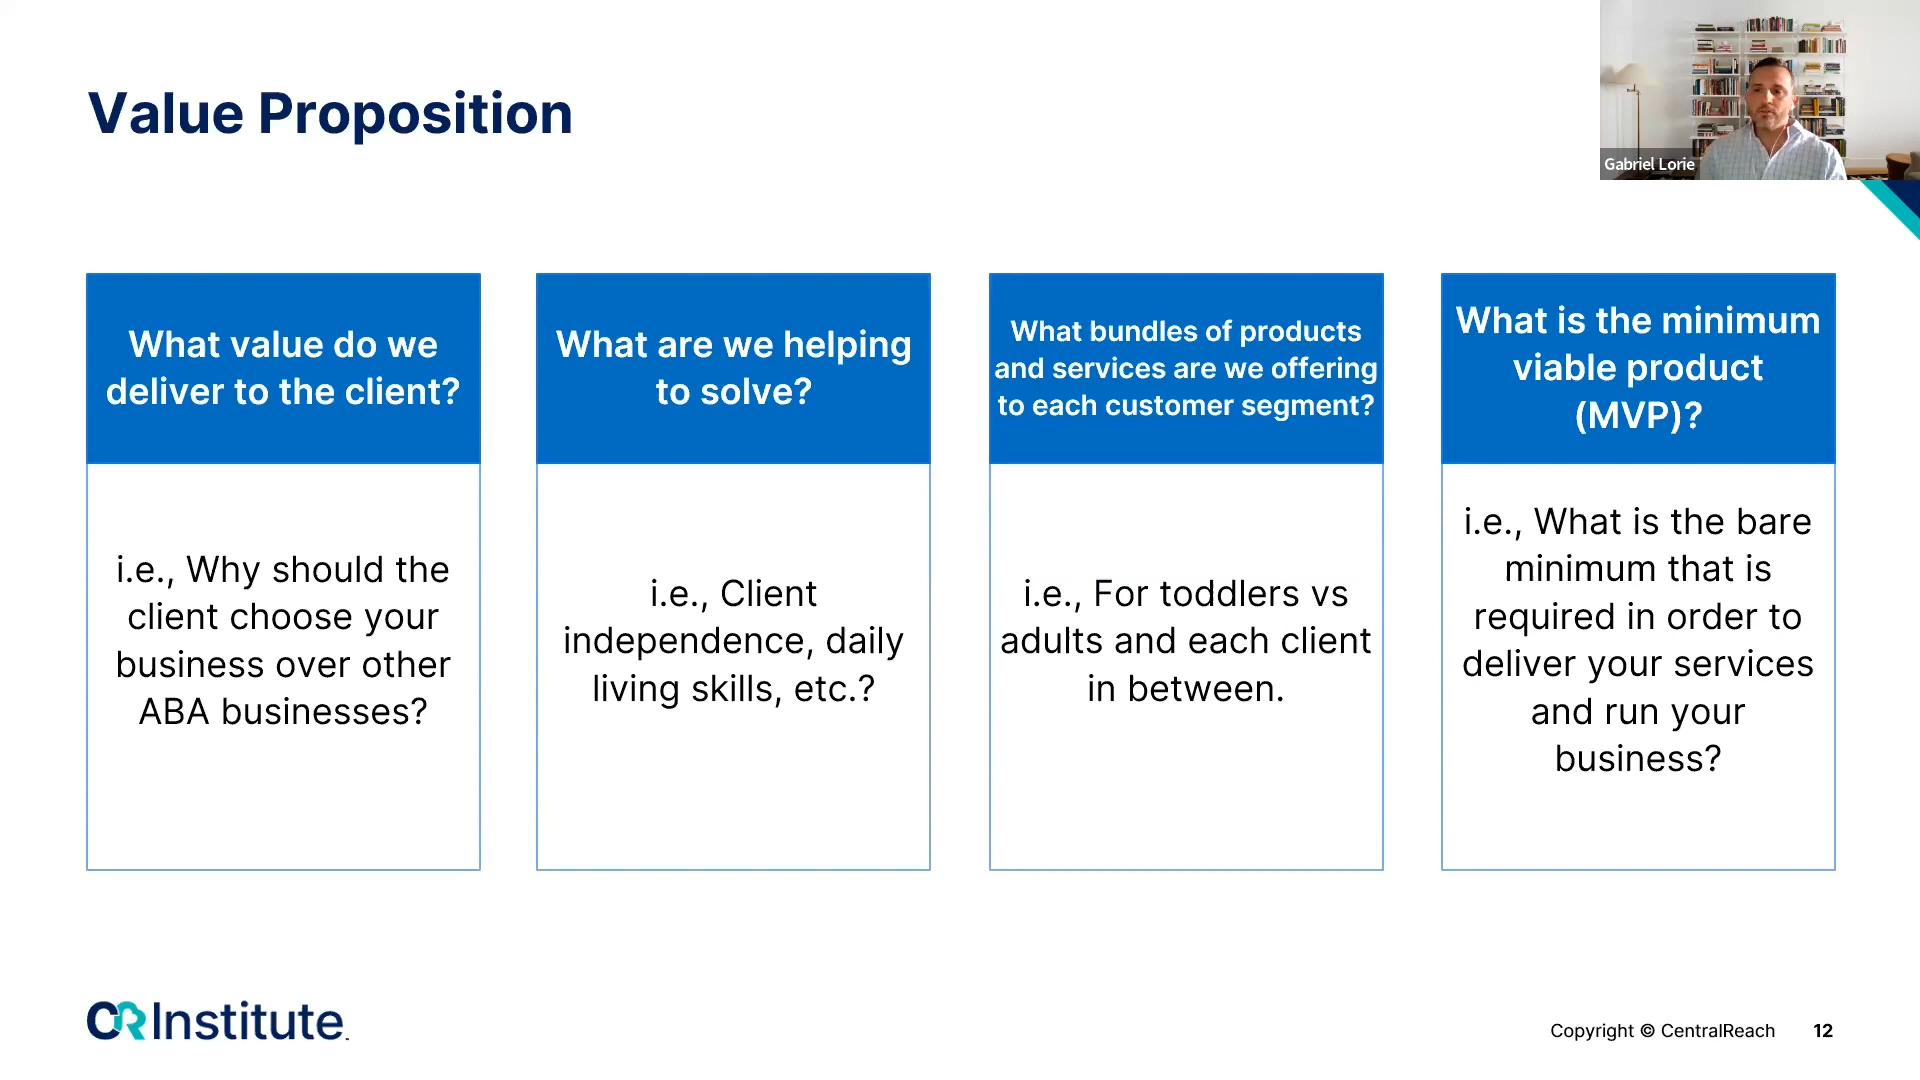 Value Proposition
Gabriel Lorie
What value do we
deliver to the client?
i.e., Why should the
client choose your
business over other
ABA businesses?
What are we helping
to solve?
i.e., Client
independence, daily
living skills, etc.?
What bundles of products
and services are we offering
to each customer segment?
i.e., For toddlers vs
adults and each client
in between.
What is the minimum
viable product
(MVP)?
i.e., What is the bare
minimum that is
required in order to
deliver your services
and run your
business?
CR Institute.
Copyright © CentralReach 12